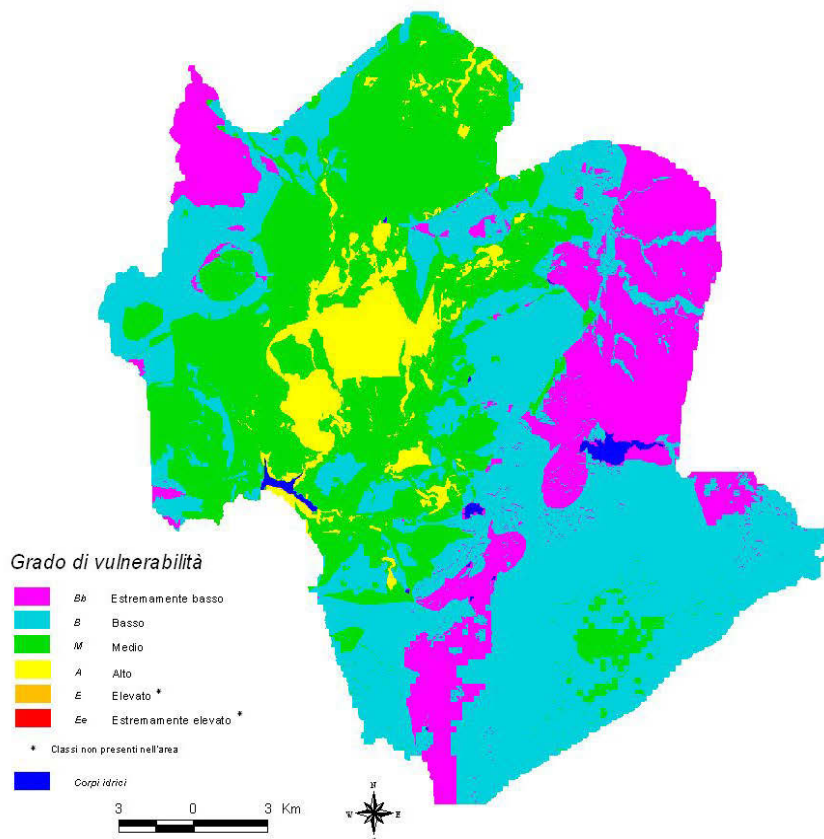 Grado di vulnerabilità
Bb Estremamente basso
B Basso
M Medio
A Alto
E Elevato *
Ee Estremamente elevato *
* Classi non presenti nell'area
Corpi idrici
3 0 3 Km
N
W E